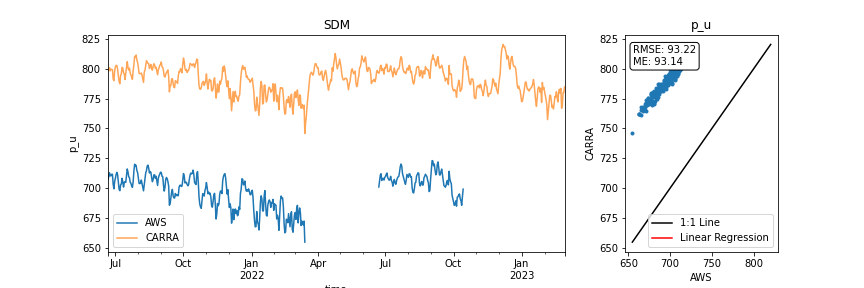 SDM
p_u
825
800
775
750
725
700
675
650
p_u
AWS
CARRA
Jul
Oct
Jan
2022
Apr
Jul
Oct
Jan
2023
time
825
800
775
750
725
700
675
650
CARRA
RMSE: 93.22
ME: 93.14
1:1 Line
Linear Regression
650
700
750
800
AWS